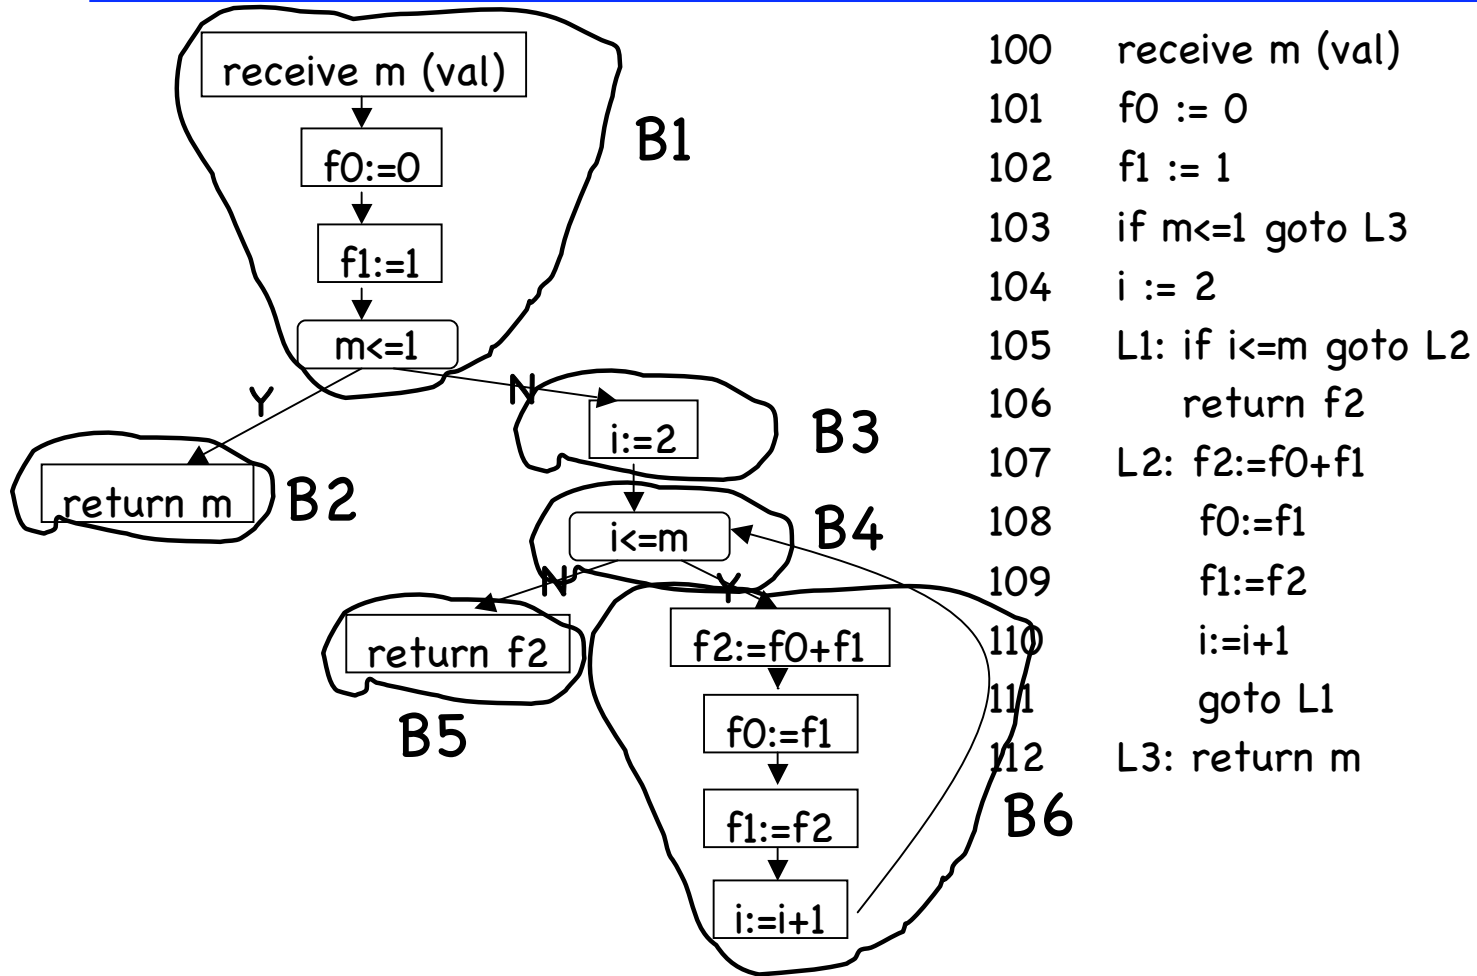 receive m (val)
f0:=0
f1:=1
m<=1
B1
Y
N
return m
B2
i:=2
B3
i<=m
B4
N
Y
return f2
B5
f2:=f0+f1
f0:=f1
f1:=f2
i:=i+1
B6
100 receive m (val)
101 f0 := 0
102 f1 := 1
103 if m<=1 goto L3
104 i := 2
105 L1: if i<=m goto L2
106 return f2
107 L2: f2:=f0+f1
108 f0:=f1
109 f1:=f2
110 i:=i+1
111 goto L1
112 L3: return m